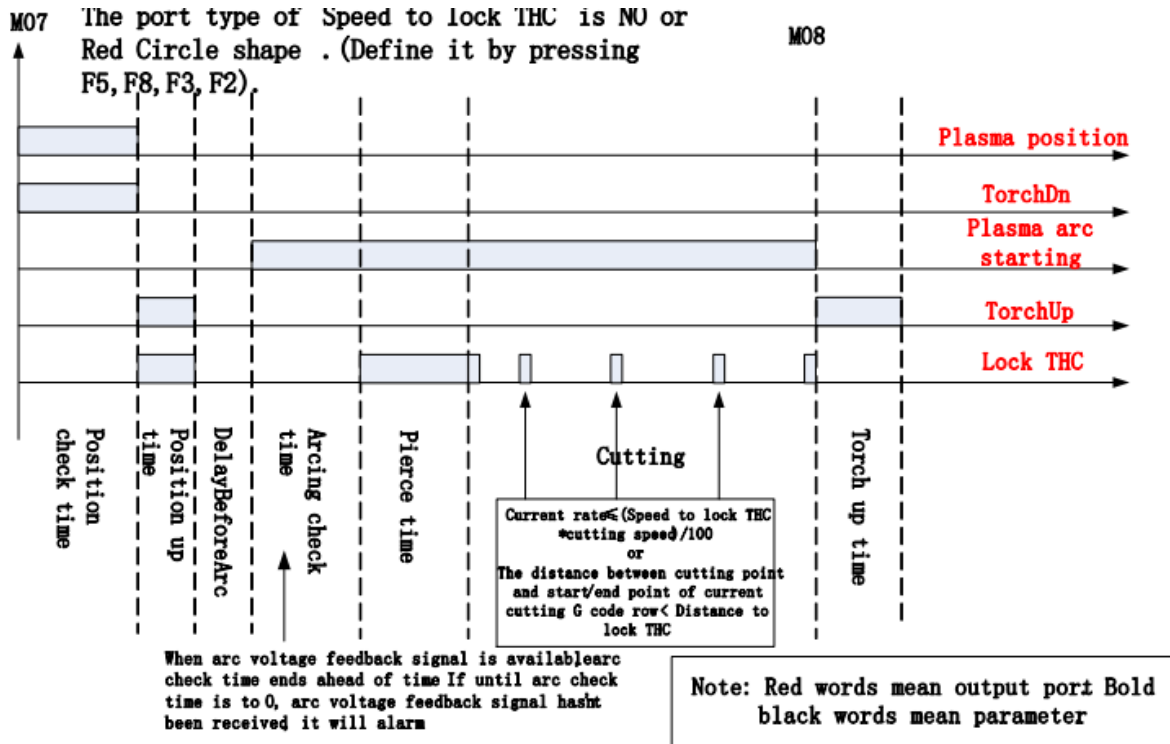 M07
The port type of Speed to lock THC is NO or
Red Circle shape . (Define it by pressing
F5, F8, F3, F2).
M08
Plasma position
TorchDn
Plasma arc
starting
TorchUp
Lock THC
Position
check time
Position up
time
DelayBeforeArc
Arcing check
time
Pierce time
Cutting
Torch up time
Current rate≤(Speed to lock THC
*cutting speed)/100
or
The distance between cutting point
and start/end point of current
cutting G code row< Distance to
lock THC
When arc voltage feedback signal is available,arc
check time ends ahead of time If until arc check
time is to 0, arc voltage feedback signal hasn't
been received, it will alarm
Note: Red words mean output port. Bold
black words mean parameter